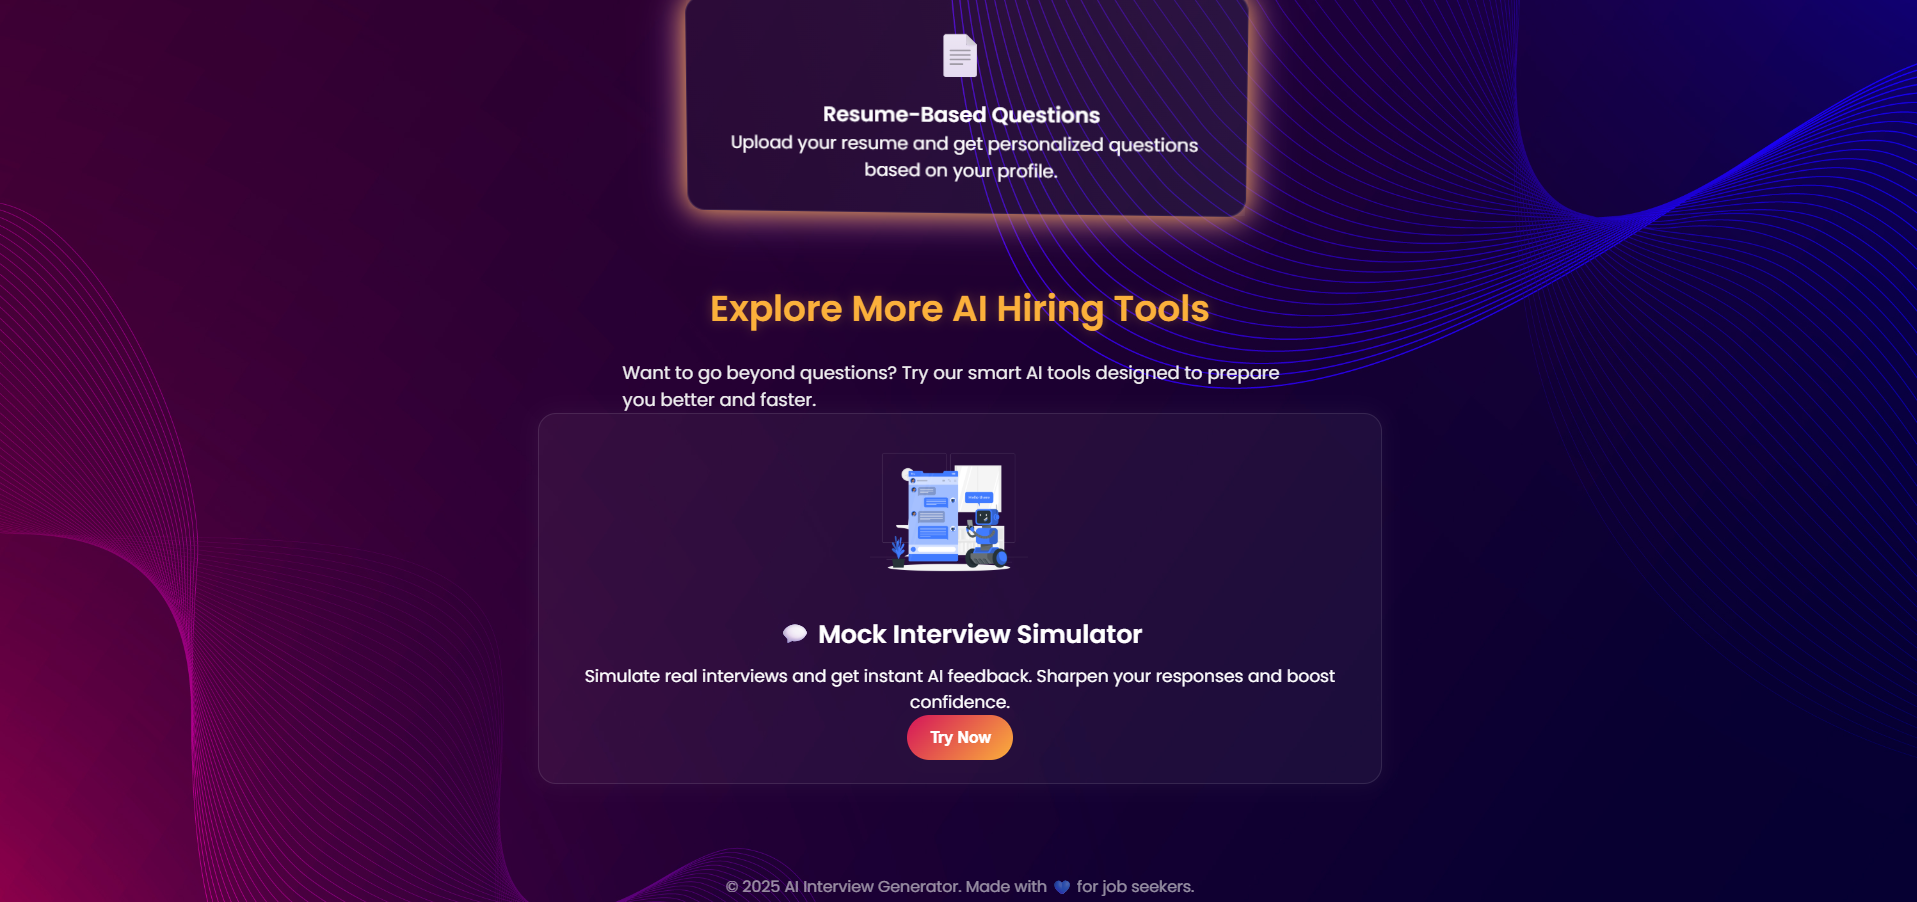 Resume-Based Questions
Upload your resume and get personalized questions
based on your profile.
Explore More AI Hiring Tools
Want to go beyond questions? Try our smart AI tools designed to prepare
you better and faster.
Mock Interview Simulator
Simulate real interviews and get instant AI feedback. Sharpen your responses and boost
confidence.
Try Now
© 2025 AI Interview Generator. Made with 💙 for job seekers.